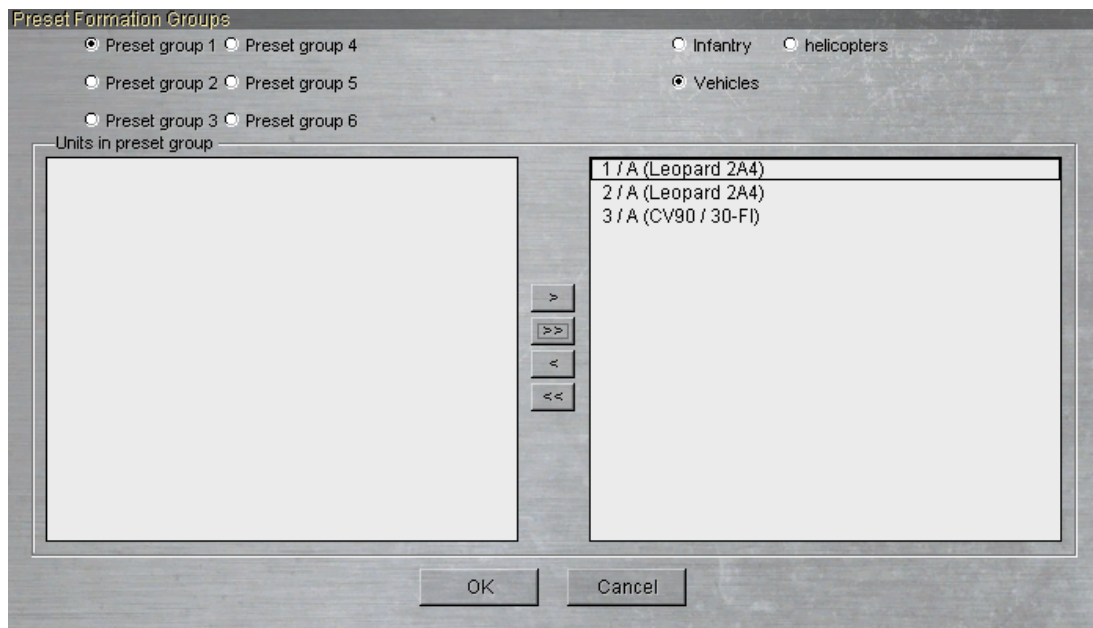 Preset Formation Groups
Preset group 1 Preset group 4 Infantry helicopters
Preset group 2 Preset group 5 Vehicles
Preset group 3 Preset group 6
Units in preset group
1 / A (Leopard 2A4)
2 / A (Leopard 2A4)
3 / A (CV90 / 30-FI)
>
>>
<
<<
OK Cancel